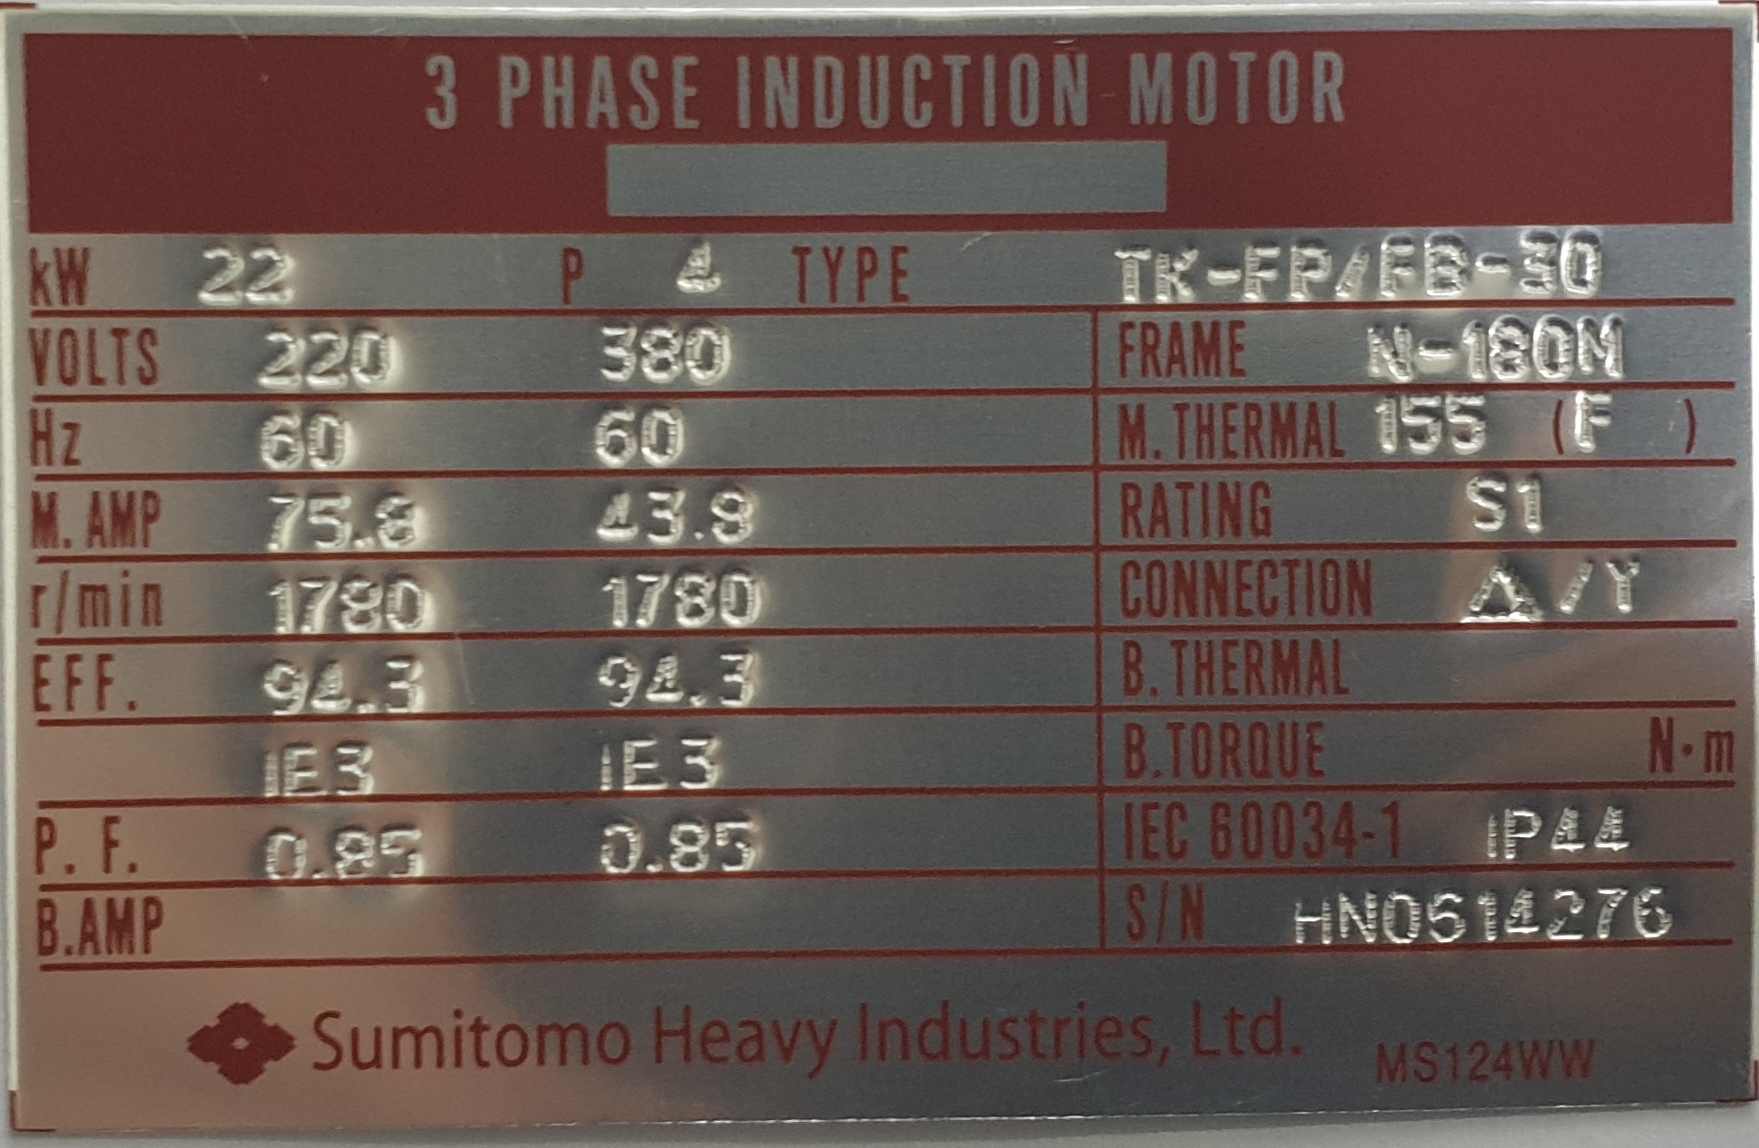 3 PHASE INDUCTION MOTOR
kW 22 P 4 TYPE TK-FP/FB-30
VOLTS 220 380 FRAME N-180M
Hz 60 60 M. THERMAL 155 (F )
M. AMP 75.8 43.9 RATING S1
r/min 1780 1780 CONNECTION △/Y
EFF. 94.3 94.3 B. THERMAL
IE3 IE3 B.TORQUE N·m
P. F. 0.85 0.85 IEC 60034-1 IP44
B.AMP S/N HN0614276
Sumitomo Heavy Industries, Ltd. MS124WW